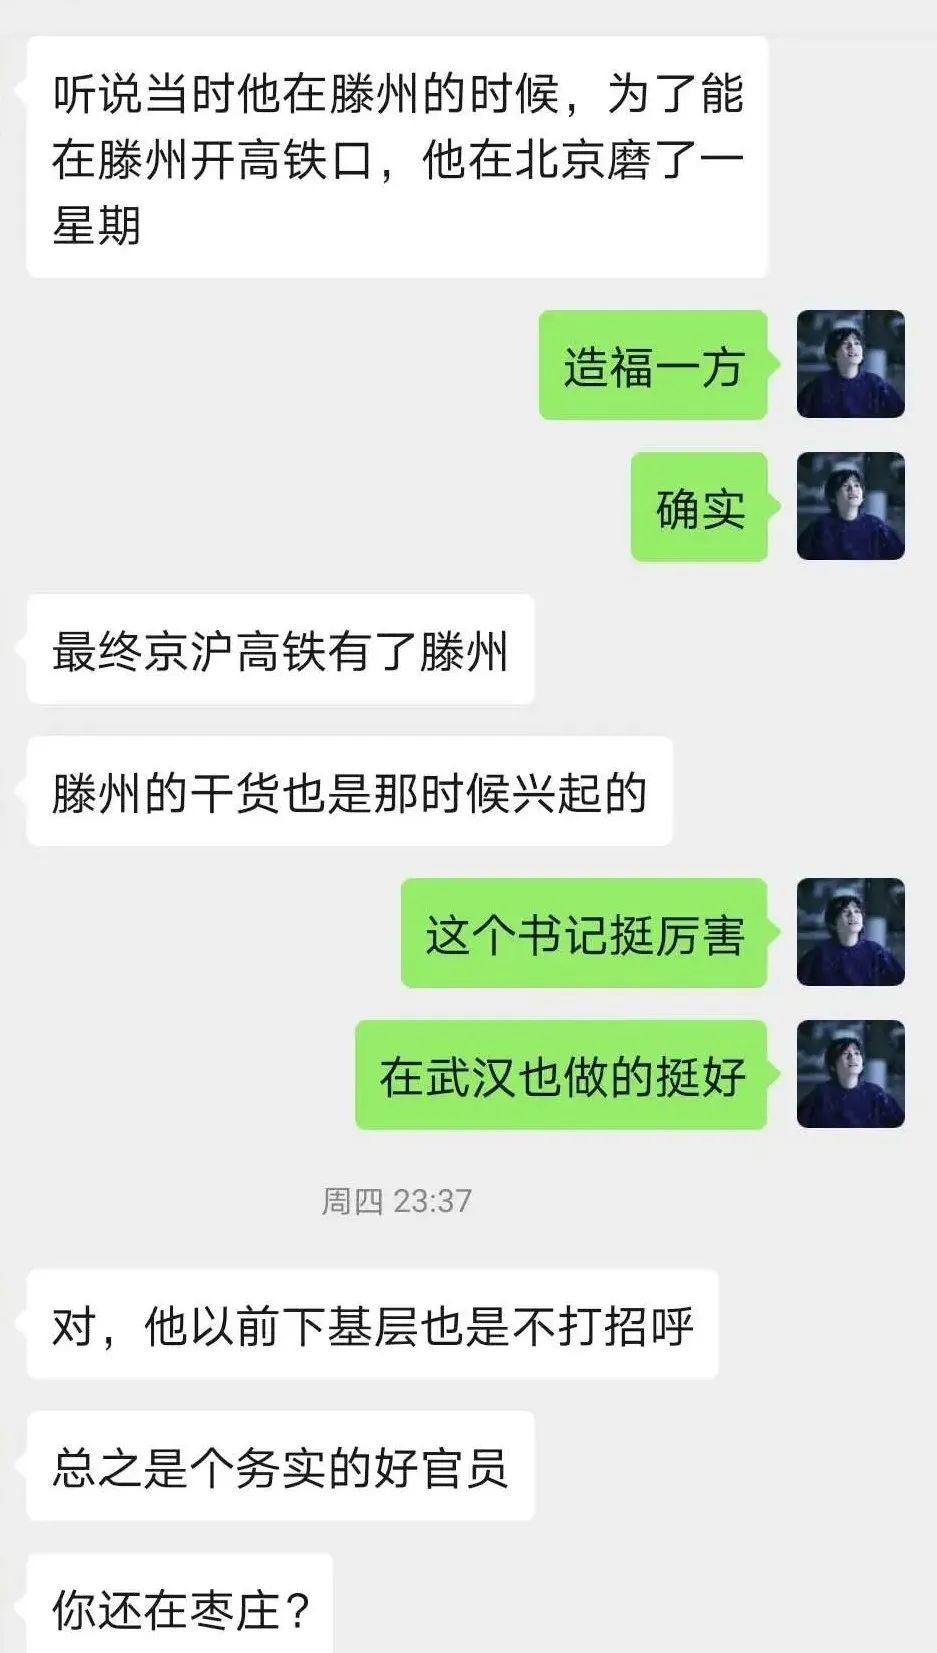 听说当时他在滕州的时候，为了能
在滕州开高铁口，他在北京磨了一
星期
造福一方
确实
最终京沪高铁有了滕州
滕州的干货也是那时候兴起的
这个书记挺厉害
在武汉也做的挺好
周四 23:37
对，他以前下基层也是不打招呼
总之是个务实的好官员
你还在枣庄？